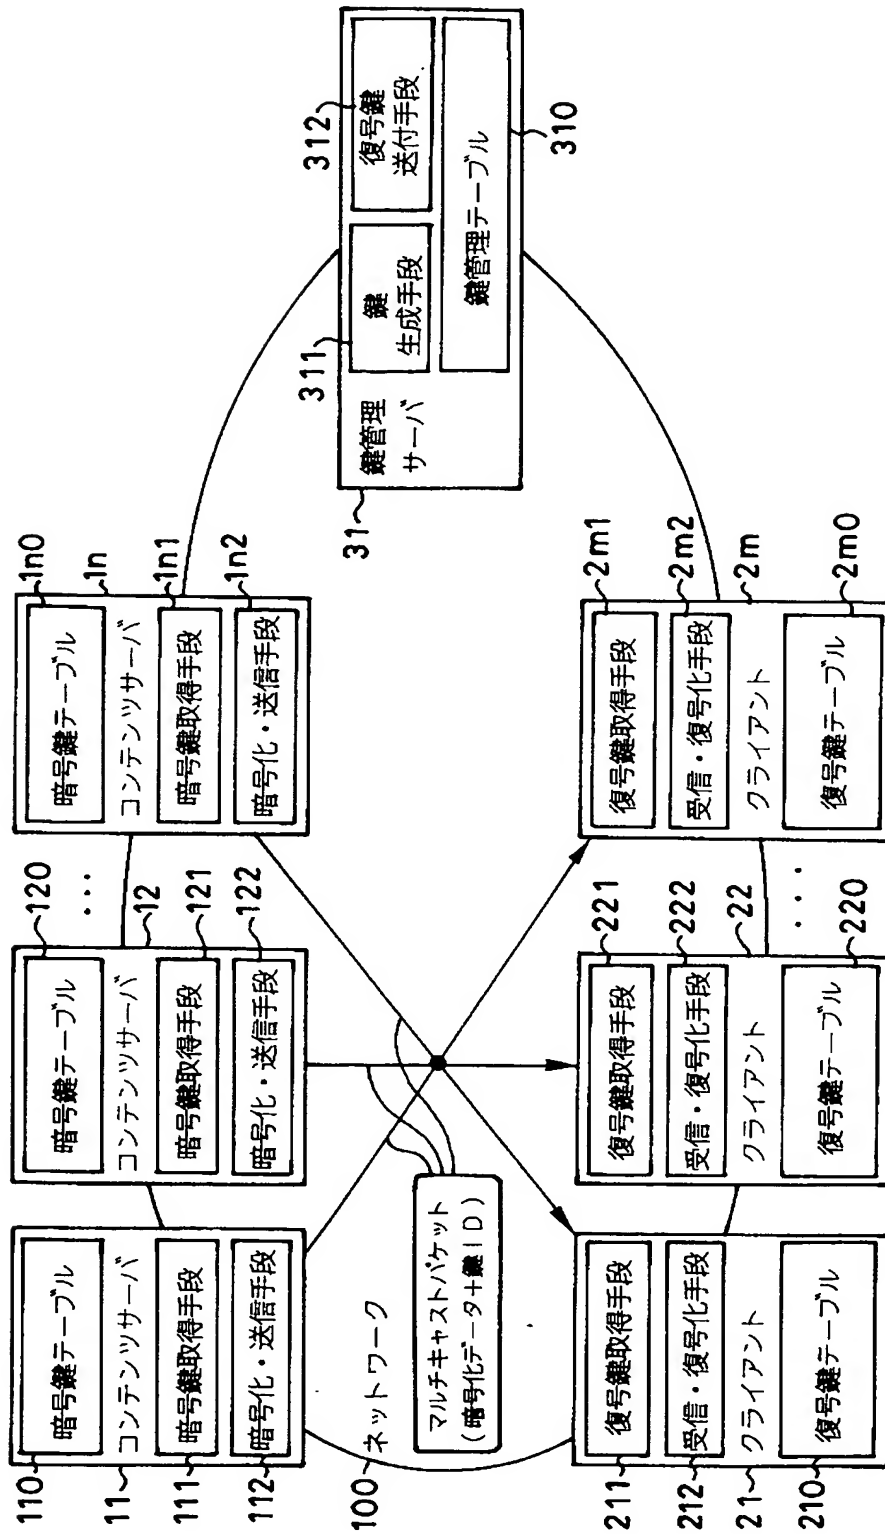 110
暗号鍵テーブル
11
コンテンツサーバ
111
暗号鍵取得手段
112
暗号化・送信手段
120
暗号鍵テーブル
12
コンテンツサーバ
121
暗号鍵取得手段
122
暗号化・送信手段
・・・
1n0
暗号鍵テーブル
1n
コンテンツサーバ
1n1
暗号鍵取得手段
1n2
暗号化・送信手段
100
ネットワーク
マルチキャストパケット
(暗号化データ+鍵ID)
31
鍵管理
サーバ
311
鍵
生成手段
312
復号鍵
送付手段
鍵管理テーブル
310
211
復号鍵取得手段
212
受信・復号化手段
21
クライアント
210
復号鍵テーブル
221
復号鍵取得手段
222
受信・復号化手段
22
クライアント
220
復号鍵テーブル
・・・・
2m1
復号鍵取得手段
2m2
受信・復号化手段
2m
クライアント
2m0
復号鍵テーブル